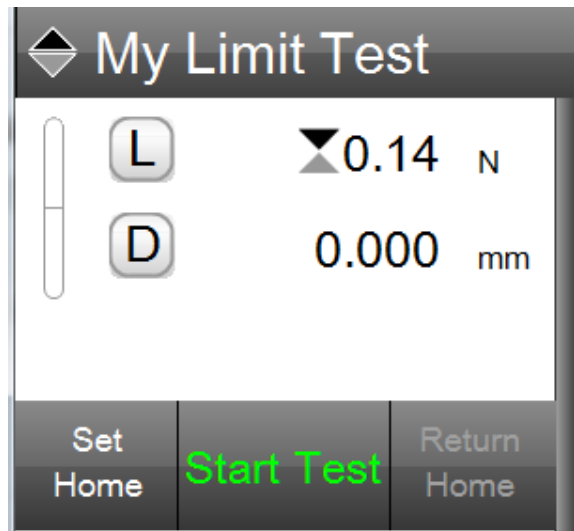 My Limit Test
L 0.14 N
D 0.000 mm
Set Home
Start Test
Return Home